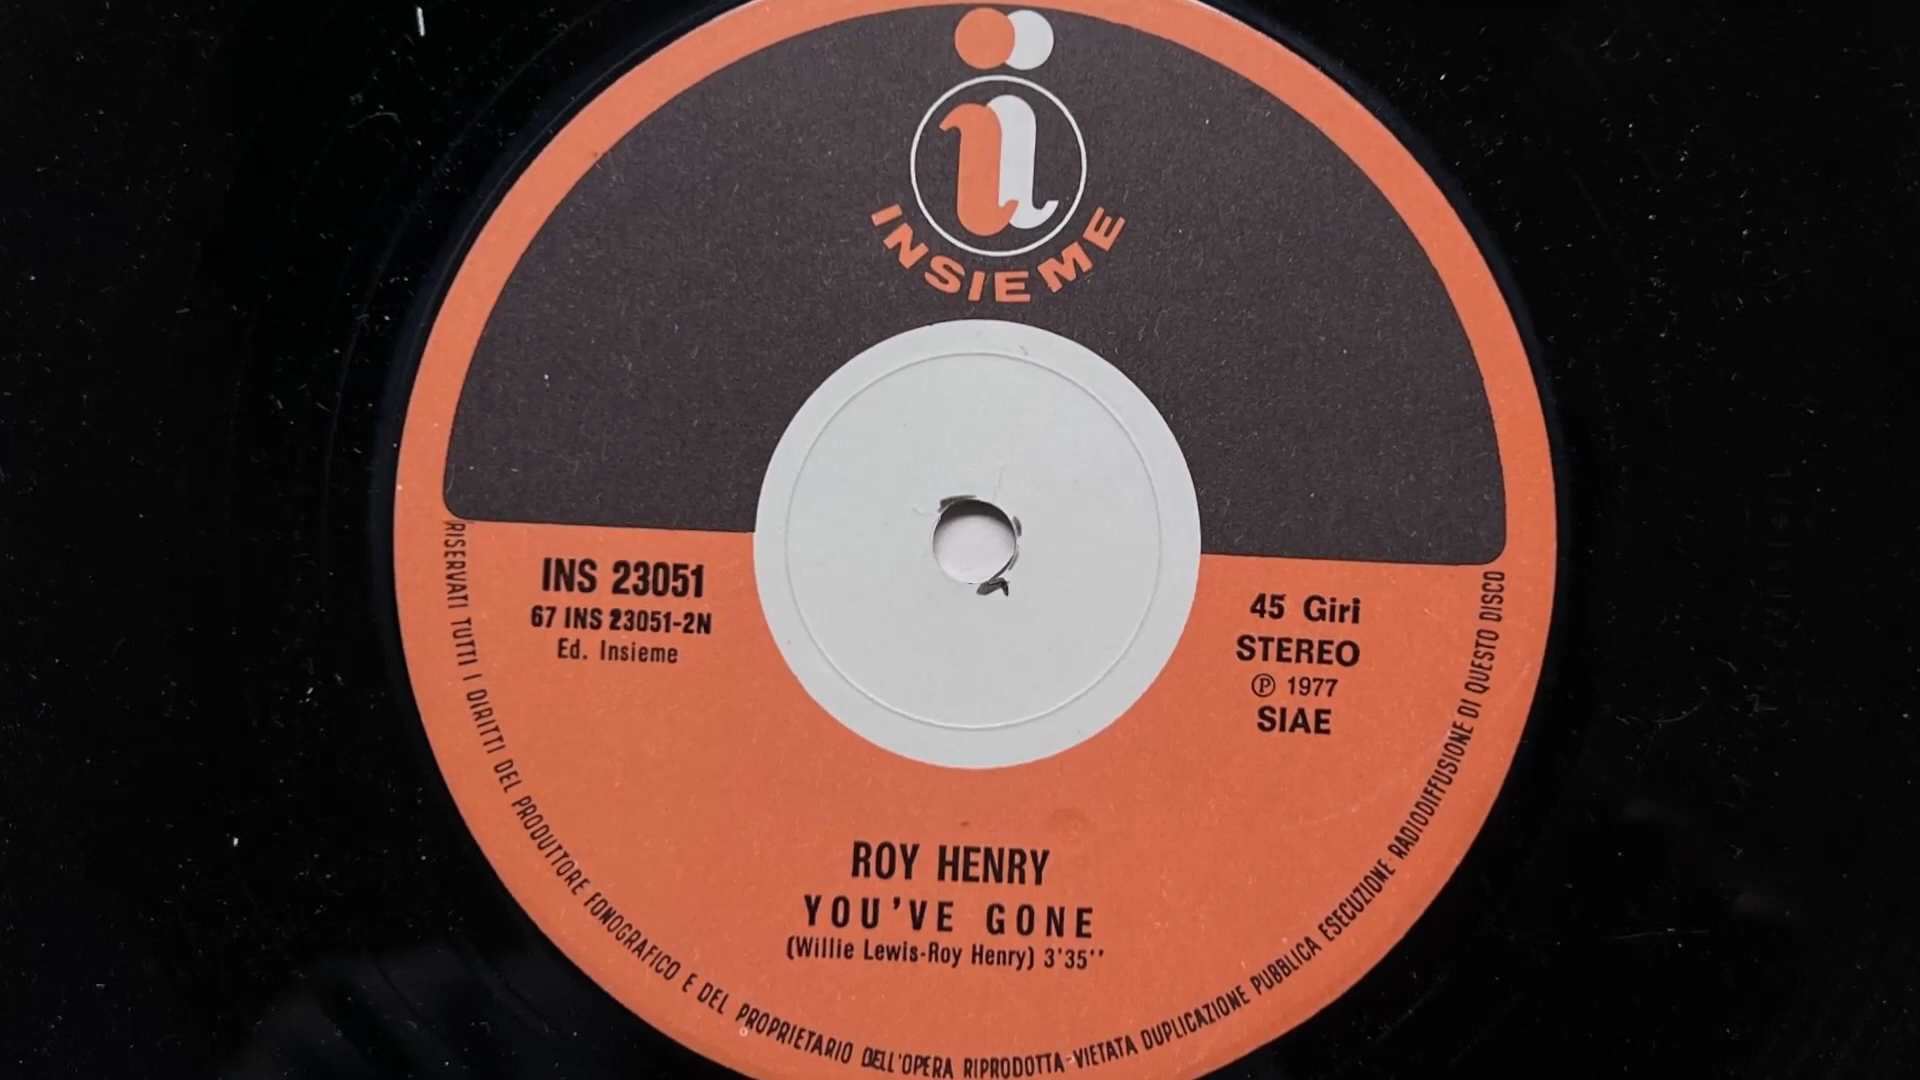 INSIEME
INS 23051
67 INS 23051-2N
Ed. Insieme
45 Giri
STEREO
℗ 1977
SIAE
ROY HENRY
YOU'VE GONE
(Willie Lewis-Roy Henry) 3'35''
RISERVATI TUTTI I DIRITTI DEL PRODUTTORE FONOGRAFICO E DEL PROPRIETARIO DELL'OPERA RIPRODOTTA-VIETATA DUPLICAZIONE PUBBLICA ESECUZIONE RADIODIFFUSIONE DI QUESTO DISCO